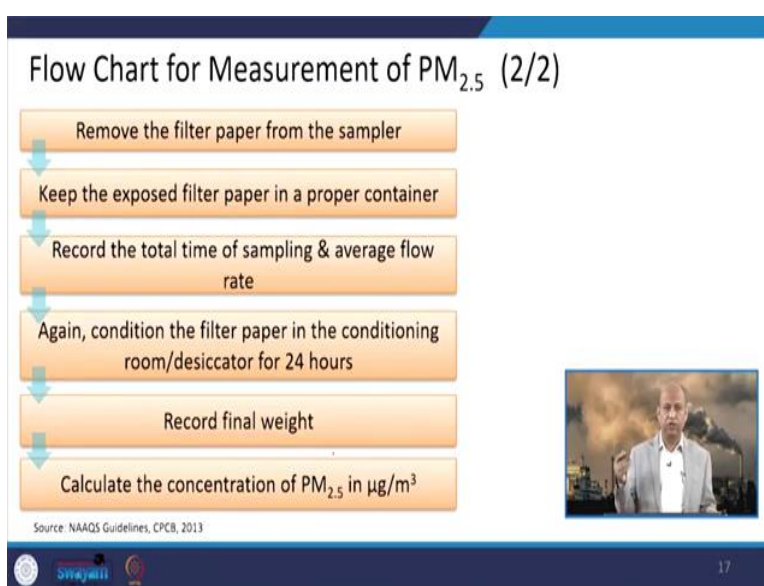 Flow Chart for Measurement of PM2.5 (2/2)
Remove the filter paper from the sampler
Keep the exposed filter paper in a proper container
Record the total time of sampling & average flow
rate
Again, condition the filter paper in the conditioning
room/desiccator for 24 hours
Record final weight
Calculate the concentration of PM2.5 in µg/m³
Source: NAAQS Guidelines, CPCB, 2013
swayam
17